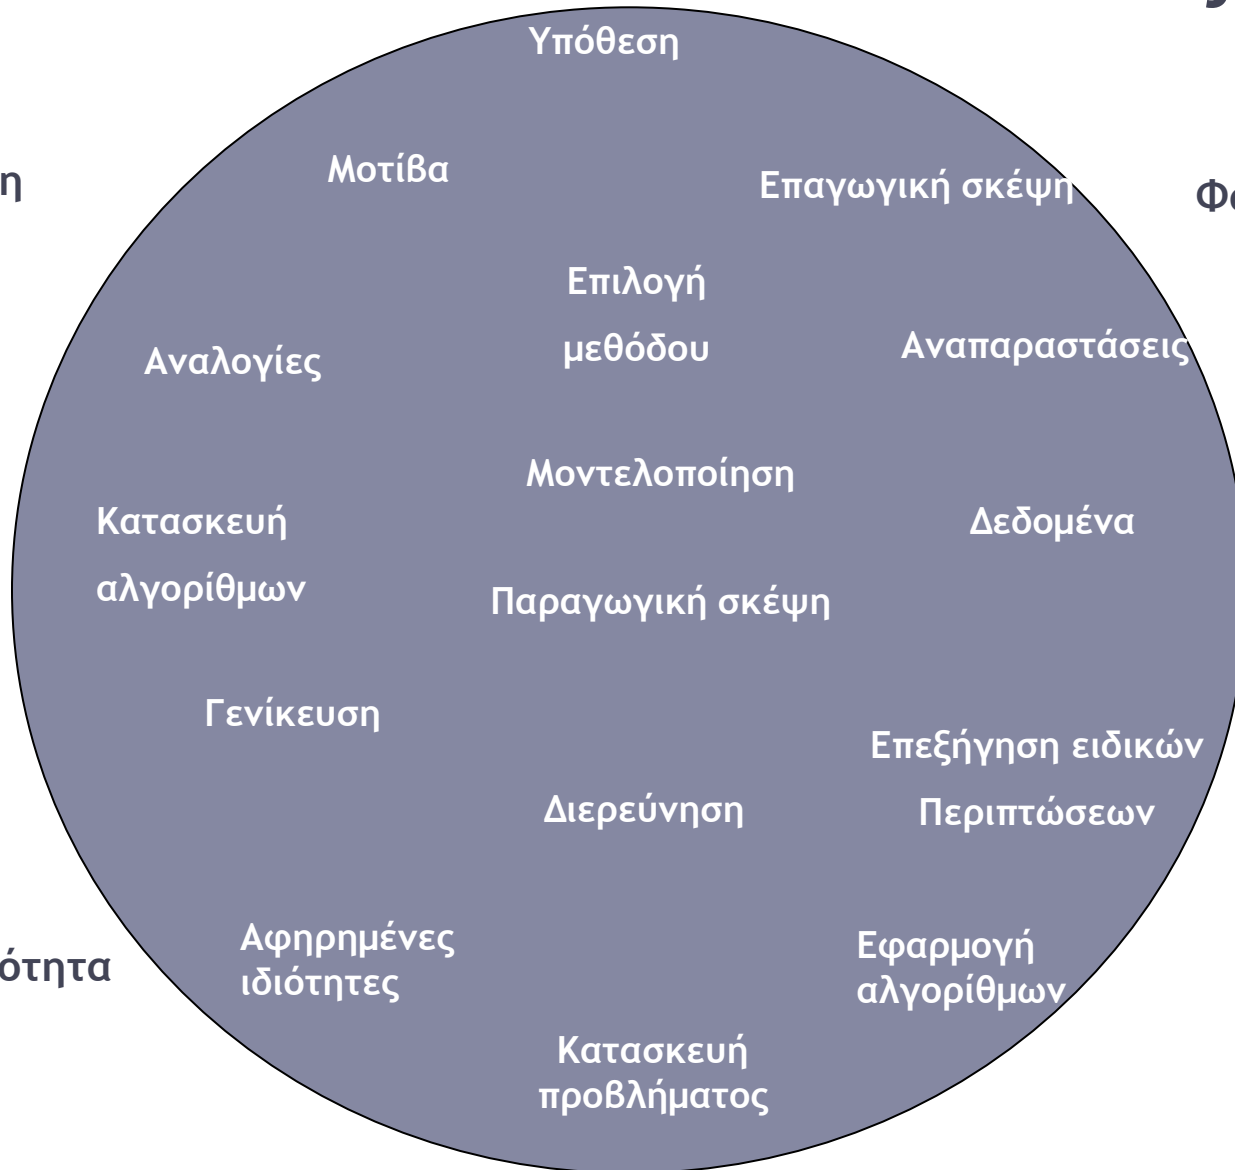 Υπόθεση
Μοτίβα
Επαγωγική σκέψη
Επιλογή
μεθόδου
Αναλογίες
Αναπαραστάσεις
Μοντελοποίηση
Κατασκευή
αλγορίθμων
Δεδομένα
Παραγωγική σκέψη
Γενίκευση
Επεξήγηση ειδικών
Περιπτώσεων
Διερεύνηση
Αφηρημένες
ιδιότητες
Εφαρμογή
αλγορίθμων
Κατασκευή
προβλήματος